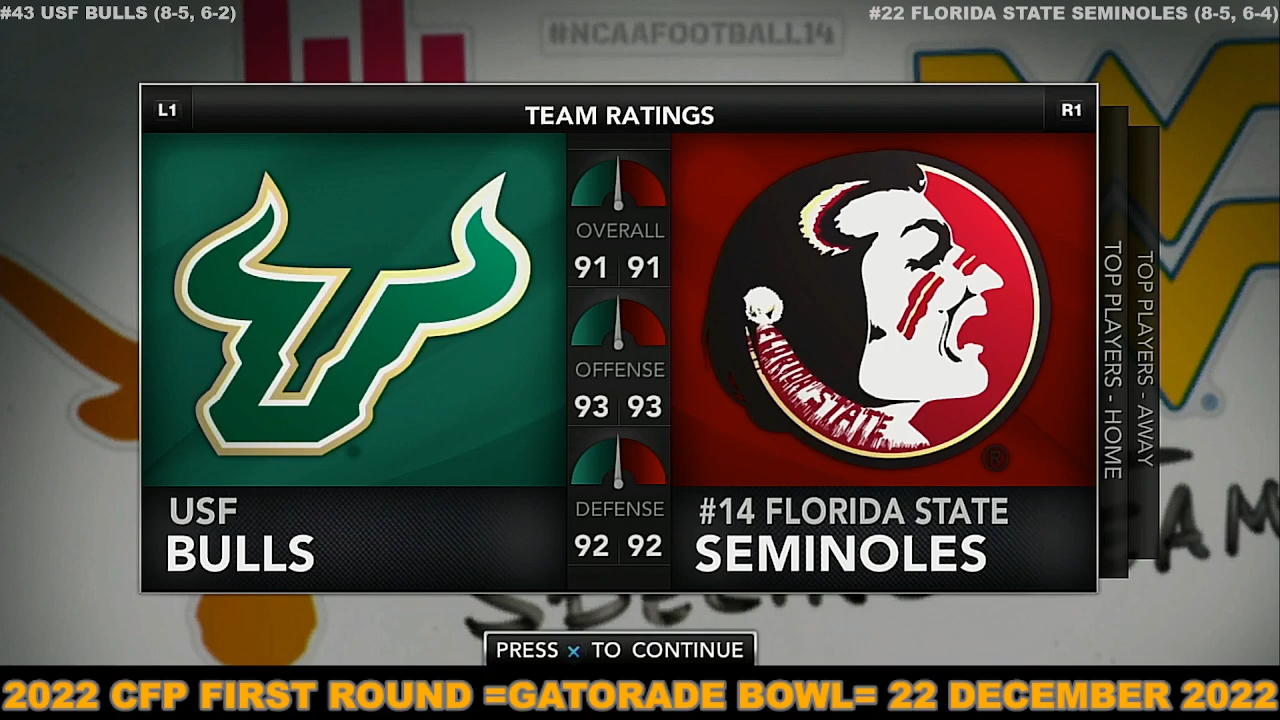 #43 USF BULLS (8-5, 6-2)
#22 FLORIDA STATE SEMINOLES (8-5, 6-4)
#NCAAFOOTBALL14
L1
TEAM RATINGS
R1
OVERALL
91 91
OFFENSE
93 93
DEFENSE
92 92
FLORIDA STATE
®
USF
BULLS
#14 FLORIDA STATE
SEMINOLES
TOP PLAYERS - HOME
TOP PLAYERS - AWAY
PRESS × TO CONTINUE
2022 CFP FIRST ROUND =GATORADE BOWL= 22 DECEMBER 2022